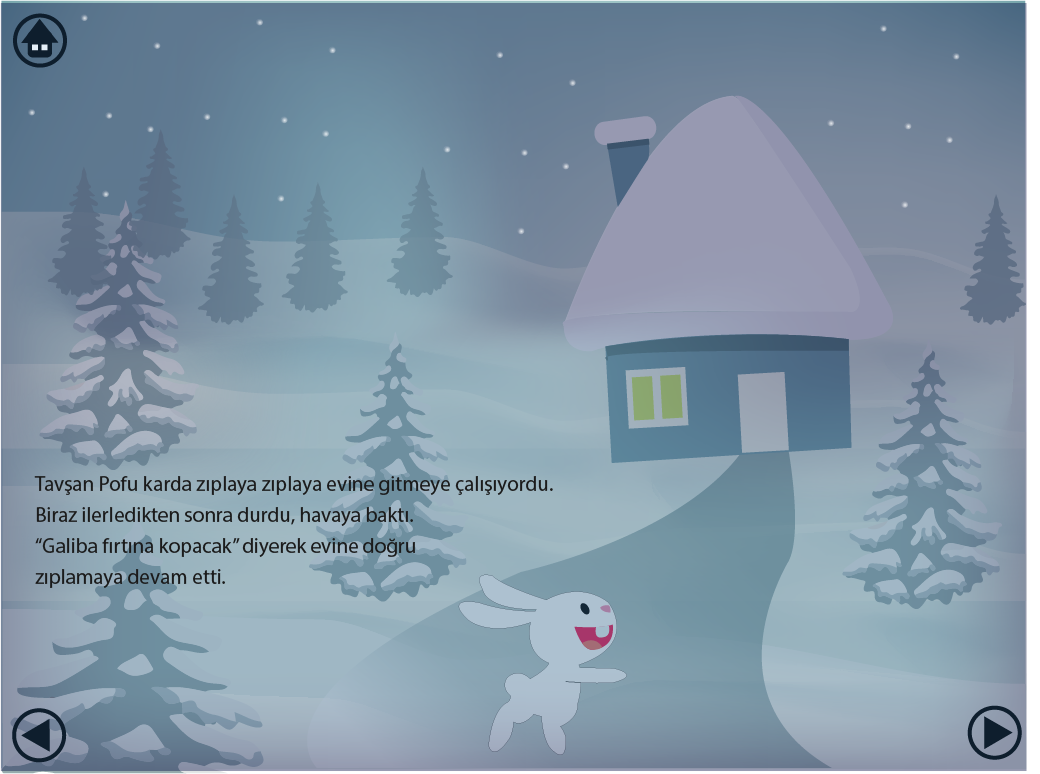 Tavşan Pofu karda zıplaya zıplaya evine gitmeye çalışıyordu.
Biraz ilerledikten sonra durdu, havaya baktı.
“Galiba fırtına kopacak” diyerek evine doğru
zıplamaya devam etti.